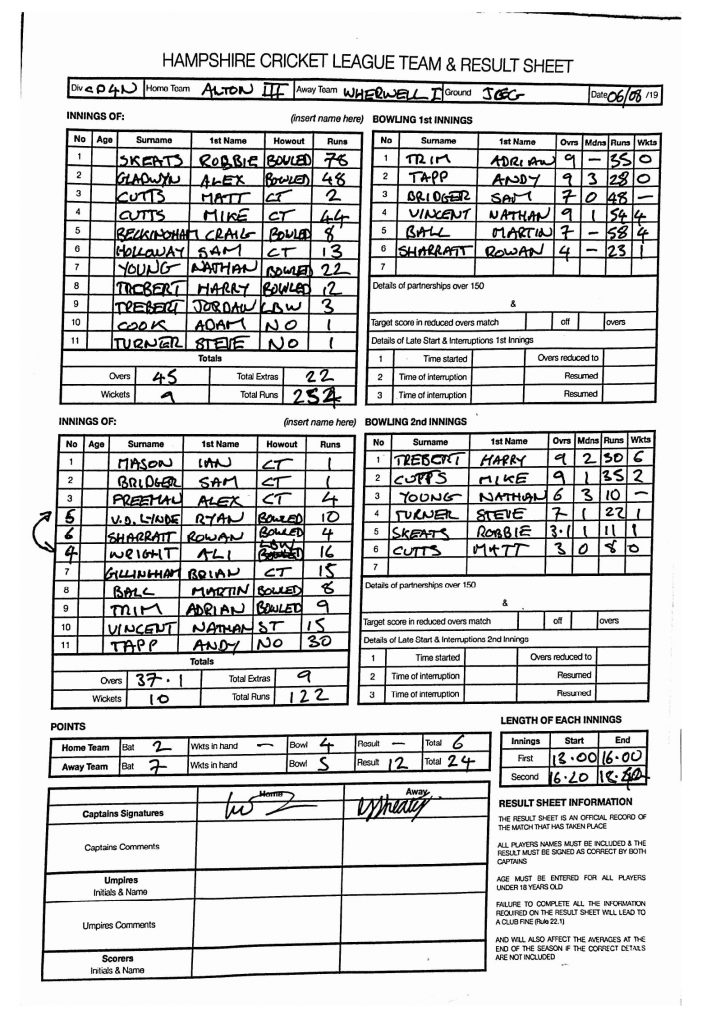 HAMPSHIRE CRICKET LEAGUE TEAM & RESULT SHEET
Div CP4N Home Team ALTON III Away Team WHERWELL I Ground JEG Date 06/08 /19
INNINGS OF: (insert name here)
No Age Surname 1st Name Howout Runs
1 SKEATS ROBBIE BOWLED 76
2 GLADWYN ALEX BOWLED 48
3 CUTTS MATT CT 2
4 CUTTS MIKE CT 44
5 BECKINGHAM CRAIG BOWLED 8
6 HOLLOWAY SAM CT 13
7 YOUNG NATHAN BOWLED 22
8 TREBERT HARRY BOWLED 12
9 TREBERT JORDAN LBW 3
10 COOK ADAM NO 1
11 TURNER STEVE NO 1
Totals
Overs 45 Total Extras 22
Wickets 9 Total Runs 252
BOWLING 1st INNINGS
No Surname 1st Name Ovrs Mdns Runs Wkts
1 TRIM ADRIAN 9 – 35 0
2 TAPP ANDY 9 3 28 0
3 BRIDGER SAM 7 0 48 –
4 VINCENT NATHAN 9 1 54 4
5 BALL MARTIN 7 – 58 4
6 SHARRATT ROWAN 4 – 23 1
7
Details of partnerships over 150
&
Target score in reduced overs match off overs
Details of Late Start & Interruptions 1st Innings
1 Time started Overs reduced to
2 Time of interruption Resumed
3 Time of interruption Resumed
INNINGS OF: (insert name here)
No Age Surname 1st Name Howout Runs
1 MASON IAN CT 1
2 BRIDGER SAM CT 1
3 FREEMAN ALEX CT 4
5 V.D. LINDE RYAN BOWLED 10
6 SHARRATT ROWAN BOWLED 4
4 WRIGHT ALI LBW 16
7 GILLINGHAM BRIAN CT 15
8 BALL MARTIN BOWLED 8
9 TRIM ADRIAN BOWLED 9
10 VINCENT NATHAN ST 15
11 TAPP ANDY NO 30
Totals
Overs 37.1 Total Extras 9
Wickets 10 Total Runs 122
BOWLING 2nd INNINGS
No Surname 1st Name Ovrs Mdns Runs Wkts
1 TREBERT HARRY 9 2 30 6
2 CUTTS MIKE 9 1 35 2
3 YOUNG NATHAN 6 3 10 –
4 TURNER STEVE 7 1 22 1
5 SKEATS ROBBIE 3.1 1 11 1
6 CUTTS MATT 3 0 8 0
7
Details of partnerships over 150
&
Target score in reduced overs match off overs
Details of Late Start & Interruptions 2nd Innings
1 Time started Overs reduced to
2 Time of interruption Resumed
3 Time of interruption Resumed
POINTS
Home Team Bat 2 Wkts in hand – Bowl 4 Result – Total 6
Away Team Bat 7 Wkts in hand Bowl 5 Result 12 Total 24
LENGTH OF EACH INNINGS
Innings Start End
First 13.00 16.00
Second 16.20 18.40
Home Away
Captains Signatures
Captains Comments
Umpires
Initials & Name
Umpires Comments
Scorers
Initials & Name
RESULT SHEET INFORMATION
THE RESULT SHEET IS AN OFFICIAL RECORD OF
THE MATCH THAT HAS TAKEN PLACE
ALL PLAYERS NAMES MUST BE INCLUDED & THE
RESULT MUST BE SIGNED AS CORRECT BY BOTH
CAPTAINS
AGE MUST BE ENTERED FOR ALL PLAYERS
UNDER 18 YEARS OLD
FAILURE TO COMPLETE ALL THE INFORMATION
REQUIRED ON THE RESULT SHEET WILL LEAD TO
A CLUB FINE (Rule 22.1)
AND WILL ALSO AFFECT THE AVERAGES AT THE
END OF THE SEASON IF THE CORRECT DETAILS
ARE NOT INCLUDED